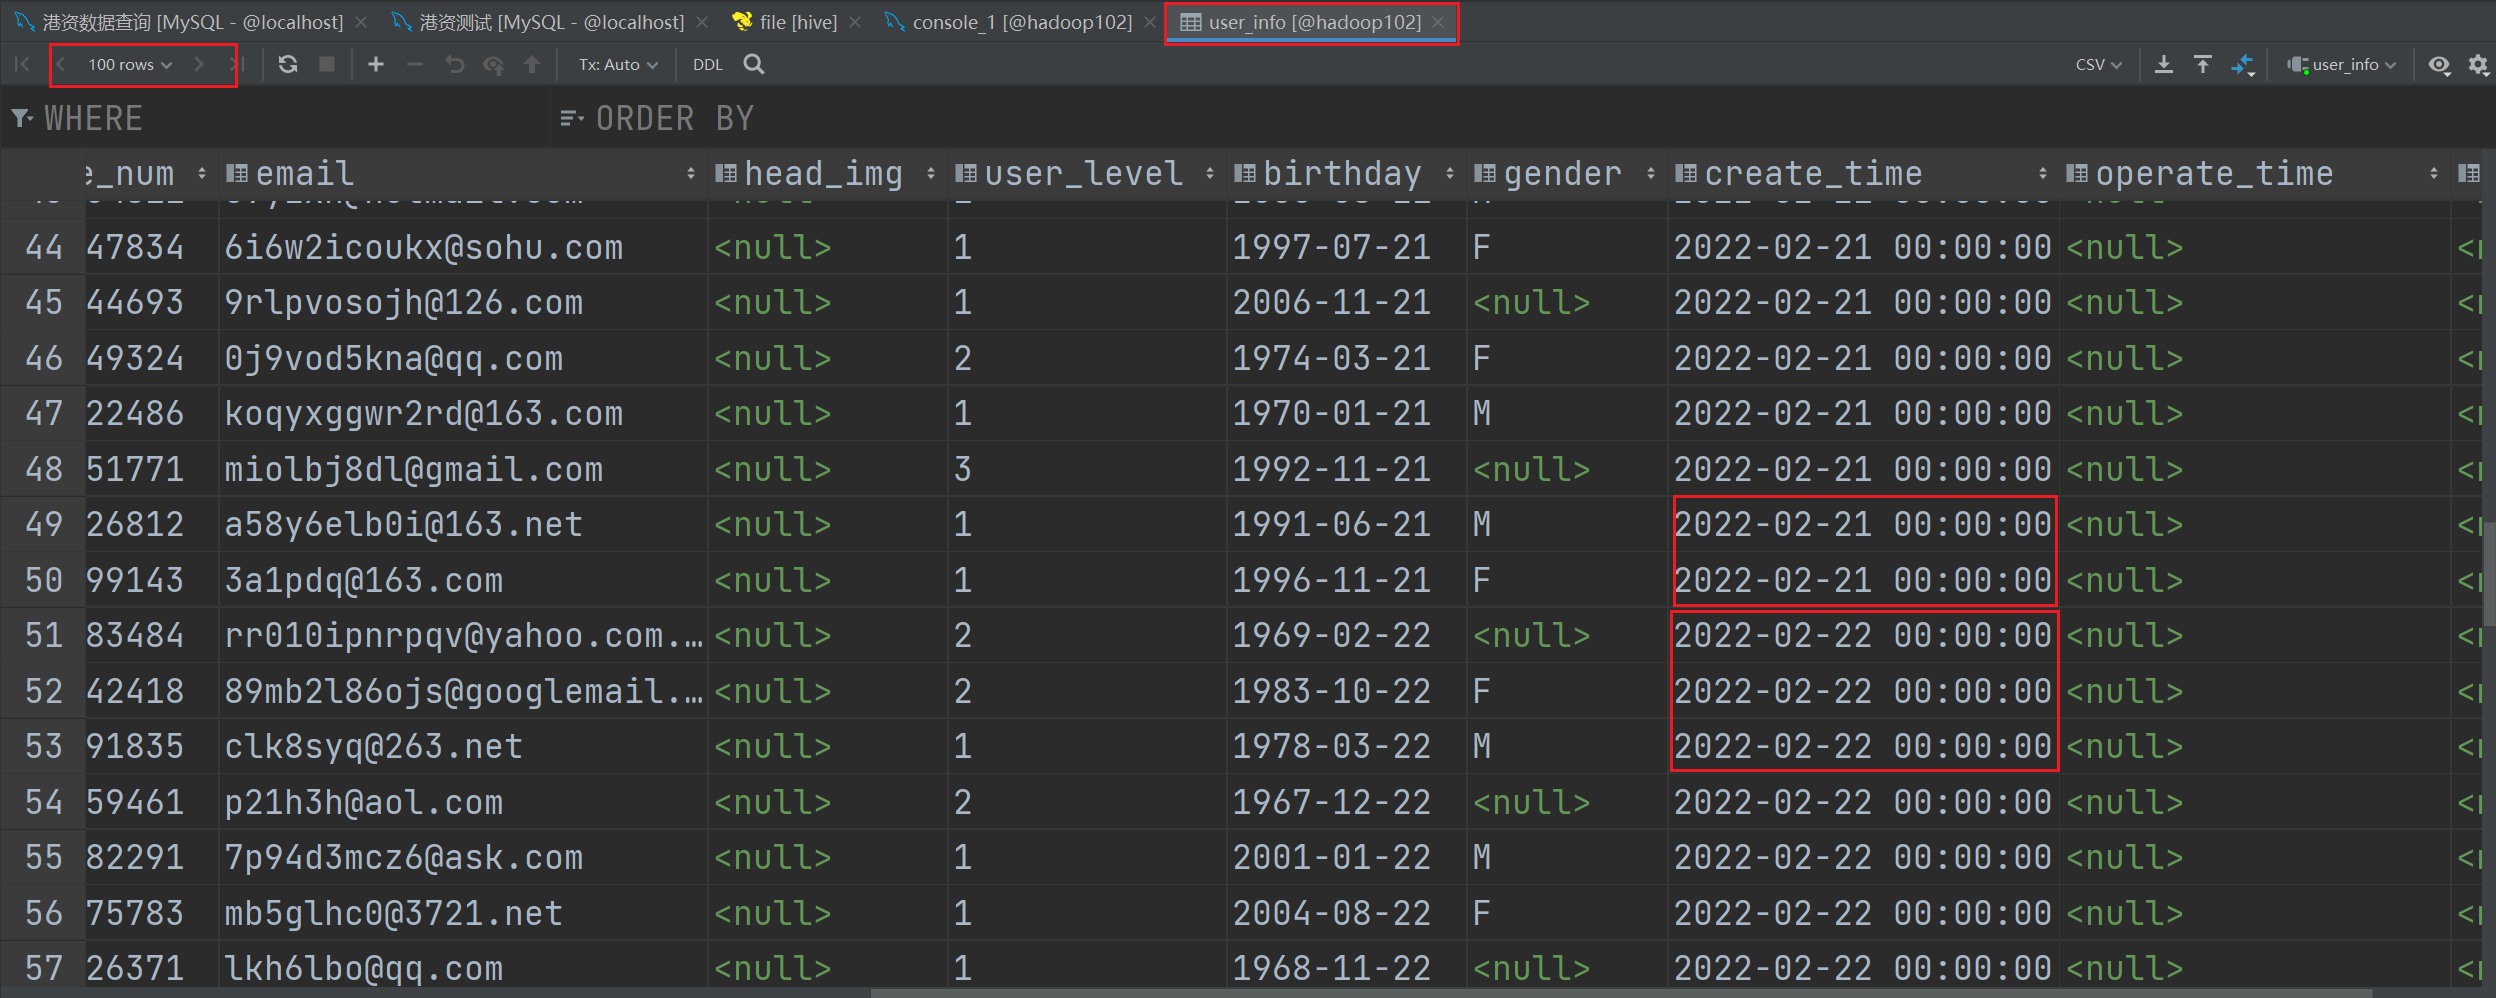 港资数据查询 [MySQL - @localhost] 港资测试 [MySQL - @localhost] file [hive] console_1 [@hadoop102] user_info [@hadoop102]
100 rows Tx: Auto DDL CSV user_info
WHERE ORDER BY
e_num email head_img user_level birthday gender create_time operate_time
44 47834 6i6w2icoukx@sohu.com <null> 1 1997-07-21 F 2022-02-21 00:00:00 <null>
45 44693 9rlpvosojh@126.com <null> 1 2006-11-21 <null> 2022-02-21 00:00:00 <null>
46 49324 0j9vod5kna@qq.com <null> 2 1974-03-21 F 2022-02-21 00:00:00 <null>
47 22486 koqyxggwr2rd@163.com <null> 1 1970-01-21 M 2022-02-21 00:00:00 <null>
48 51771 miolbj8dl@gmail.com <null> 3 1992-11-21 <null> 2022-02-21 00:00:00 <null>
49 26812 a58y6elb0i@163.net <null> 1 1991-06-21 M 2022-02-21 00:00:00 <null>
50 99143 3a1pdq@163.com <null> 1 1996-11-21 F 2022-02-21 00:00:00 <null>
51 83484 rr010ipnrpqv@yahoo.com.… <null> 2 1969-02-22 <null> 2022-02-22 00:00:00 <null>
52 42418 89mb2l86ojs@googlemail.… <null> 2 1983-10-22 F 2022-02-22 00:00:00 <null>
53 91835 clk8syq@263.net <null> 1 1978-03-22 M 2022-02-22 00:00:00 <null>
54 59461 p21h3h@aol.com <null> 2 1967-12-22 <null> 2022-02-22 00:00:00 <null>
55 82291 7p94d3mcz6@ask.com <null> 1 2001-01-22 M 2022-02-22 00:00:00 <null>
56 75783 mb5glhc0@3721.net <null> 1 2004-08-22 F 2022-02-22 00:00:00 <null>
57 26371 lkh6lbo@qq.com <null> 1 1968-11-22 <null> 2022-02-22 00:00:00 <null>